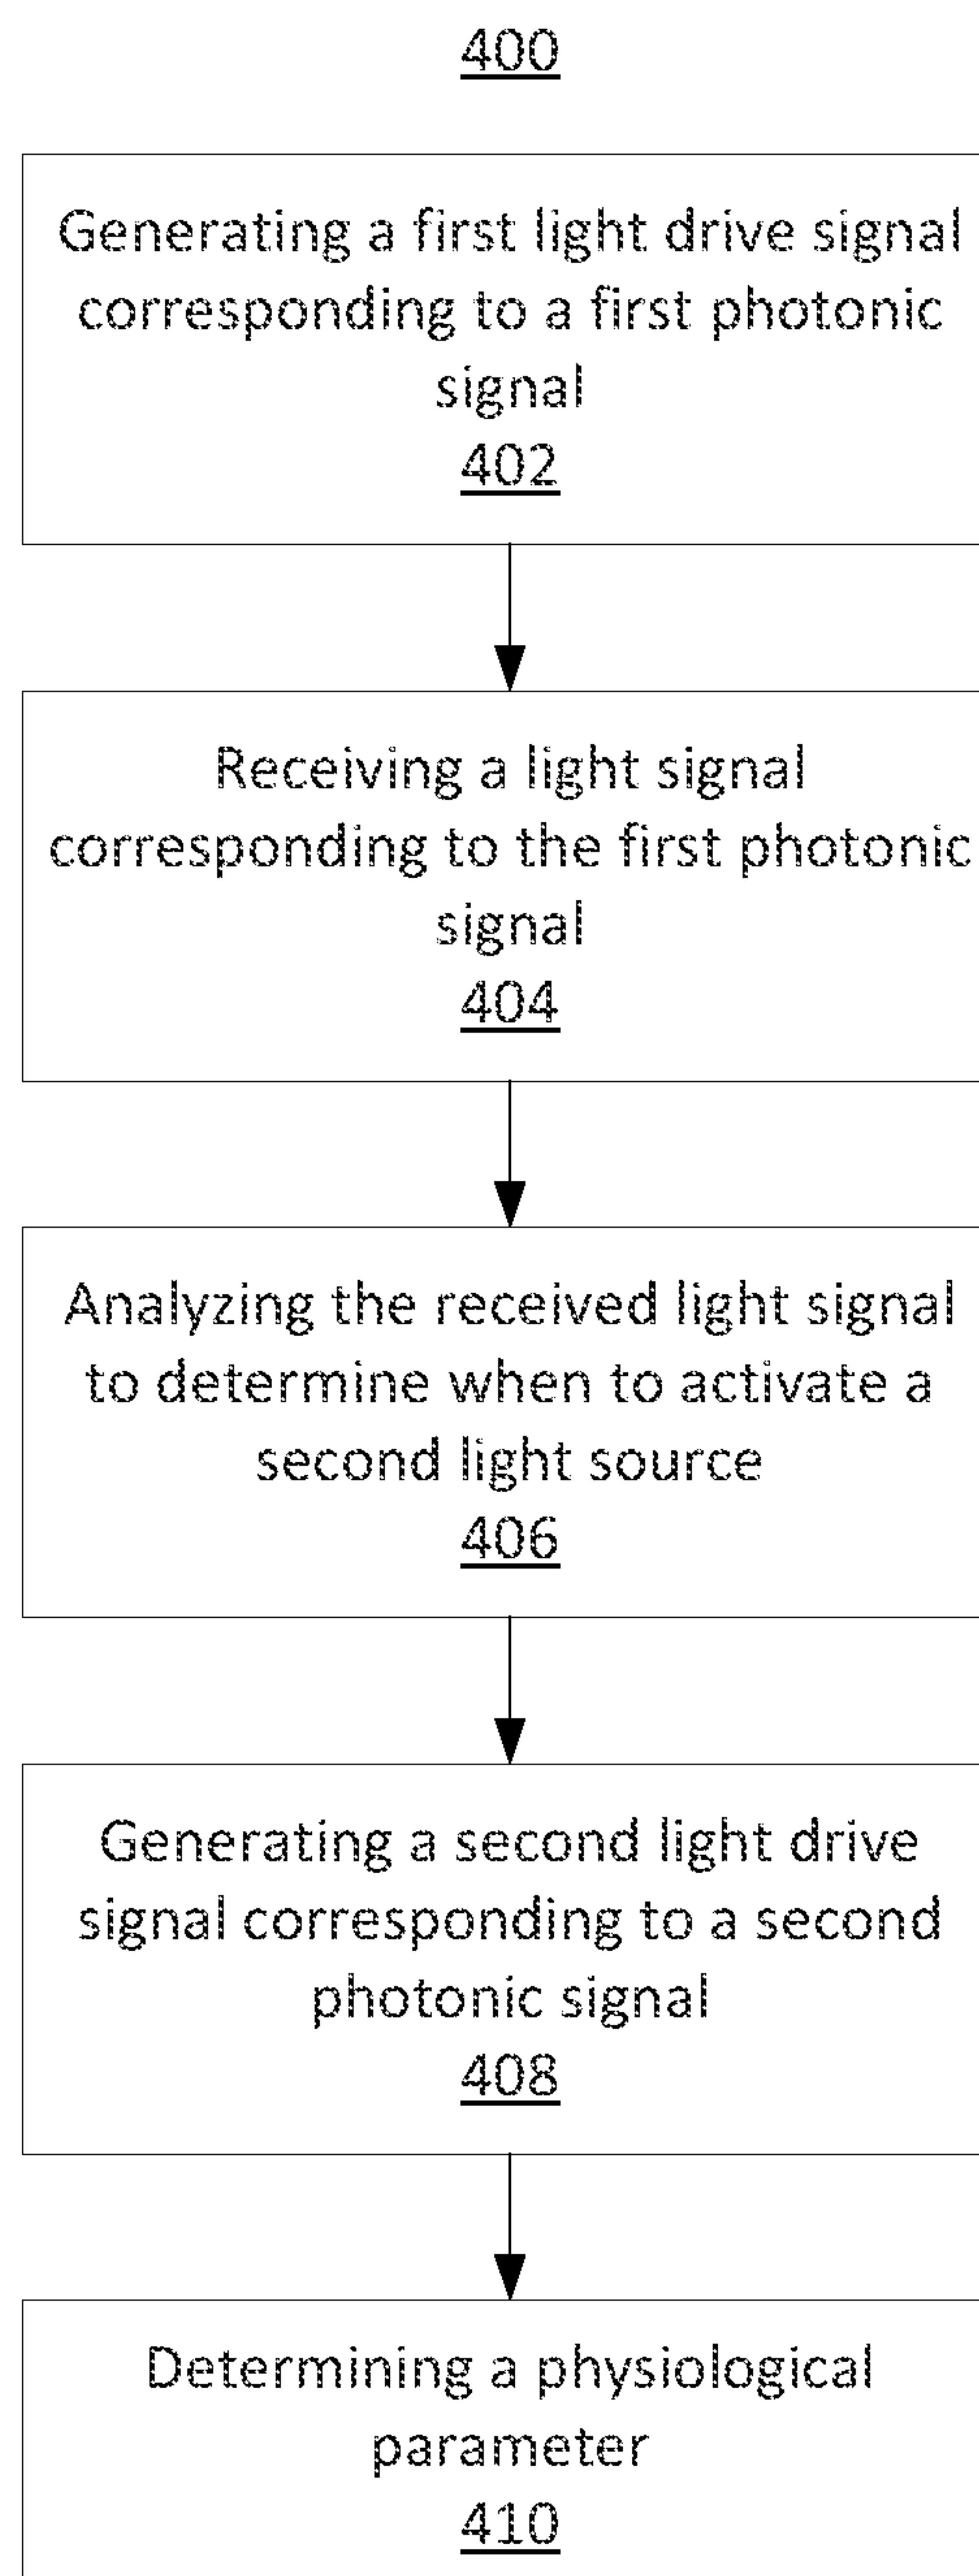 400
Generating a first light drive signal
corresponding to a first photonic
signal
402
Receiving a light signal
corresponding to the first photonic
signal
404
Analyzing the received light signal
to determine when to activate a
second light source
406
Generating a second light drive
signal corresponding to a second
photonic signal
408
Determining a physiological
parameter
410